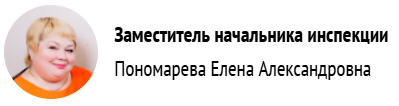 Заместитель начальника инспекции
Пономарева Елена Александровна